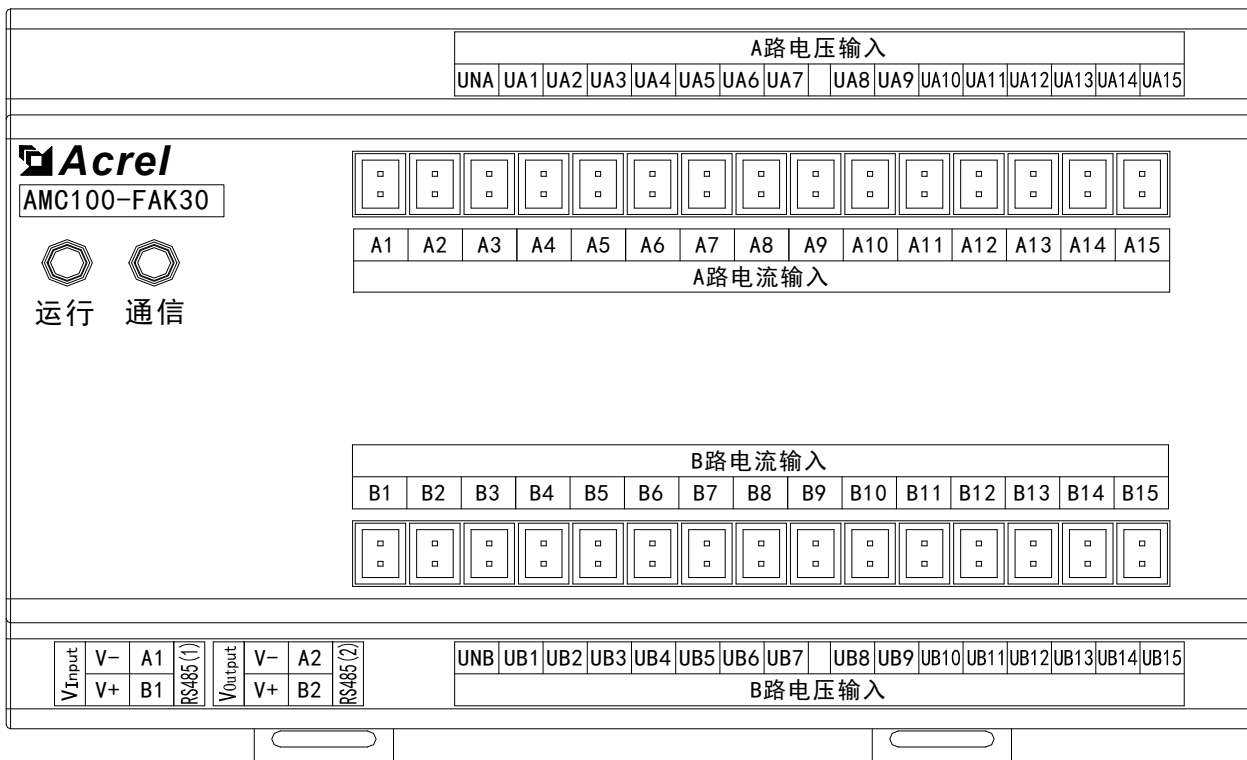 A路电压输入
UNA UA1 UA2 UA3 UA4 UA5 UA6 UA7 UA8 UA9 UA10 UA11 UA12 UA13 UA14 UA15
Acrel
AMC100-FAK30
A1 A2 A3 A4 A5 A6 A7 A8 A9 A10 A11 A12 A13 A14 A15
A路电流输入
运行 通信
B路电流输入
B1 B2 B3 B4 B5 B6 B7 B8 B9 B10 B11 B12 B13 B14 B15
VInput V- A1 RS485(1) VOutput V- A2 RS485(2)
V+ B1 V+ B2
UNB UB1 UB2 UB3 UB4 UB5 UB6 UB7 UB8 UB9 UB10 UB11 UB12 UB13 UB14 UB15
B路电压输入